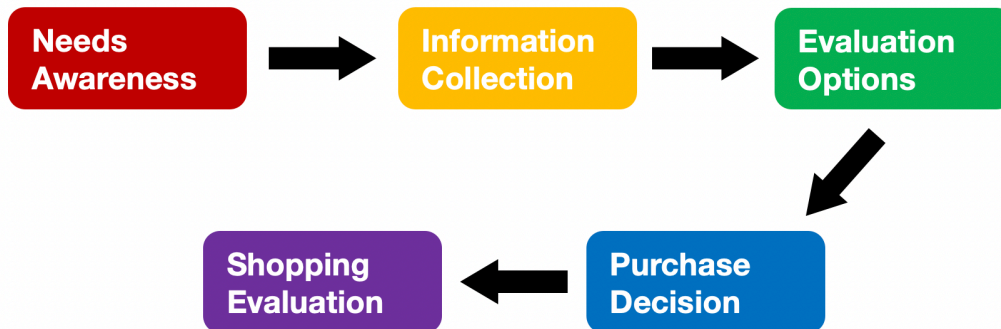 Needs
Awareness
Information
Collection
Evaluation
Options
Purchase
Decision
Shopping
Evaluation